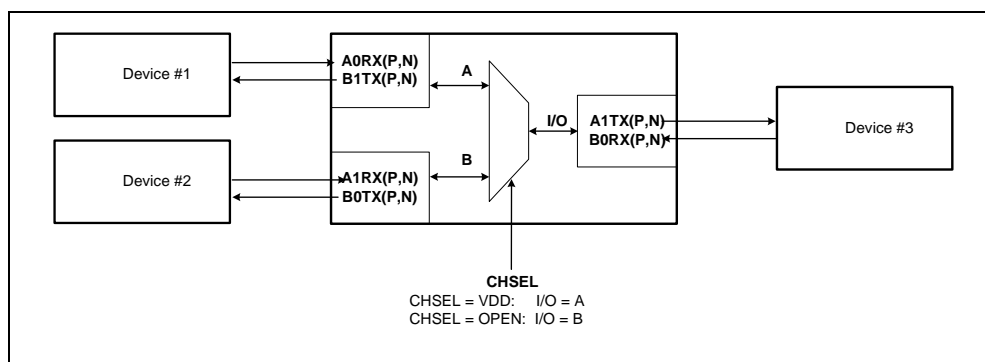 Device #1
A0RX(P,N)
B1TX(P,N)
A
I/O
A1TX(P,N)
B0RX(P,N)
Device #3
Device #2
A1RX(P,N)
B0TX(P,N)
B
CHSEL
CHSEL = VDD: I/O = A
CHSEL = OPEN: I/O = B